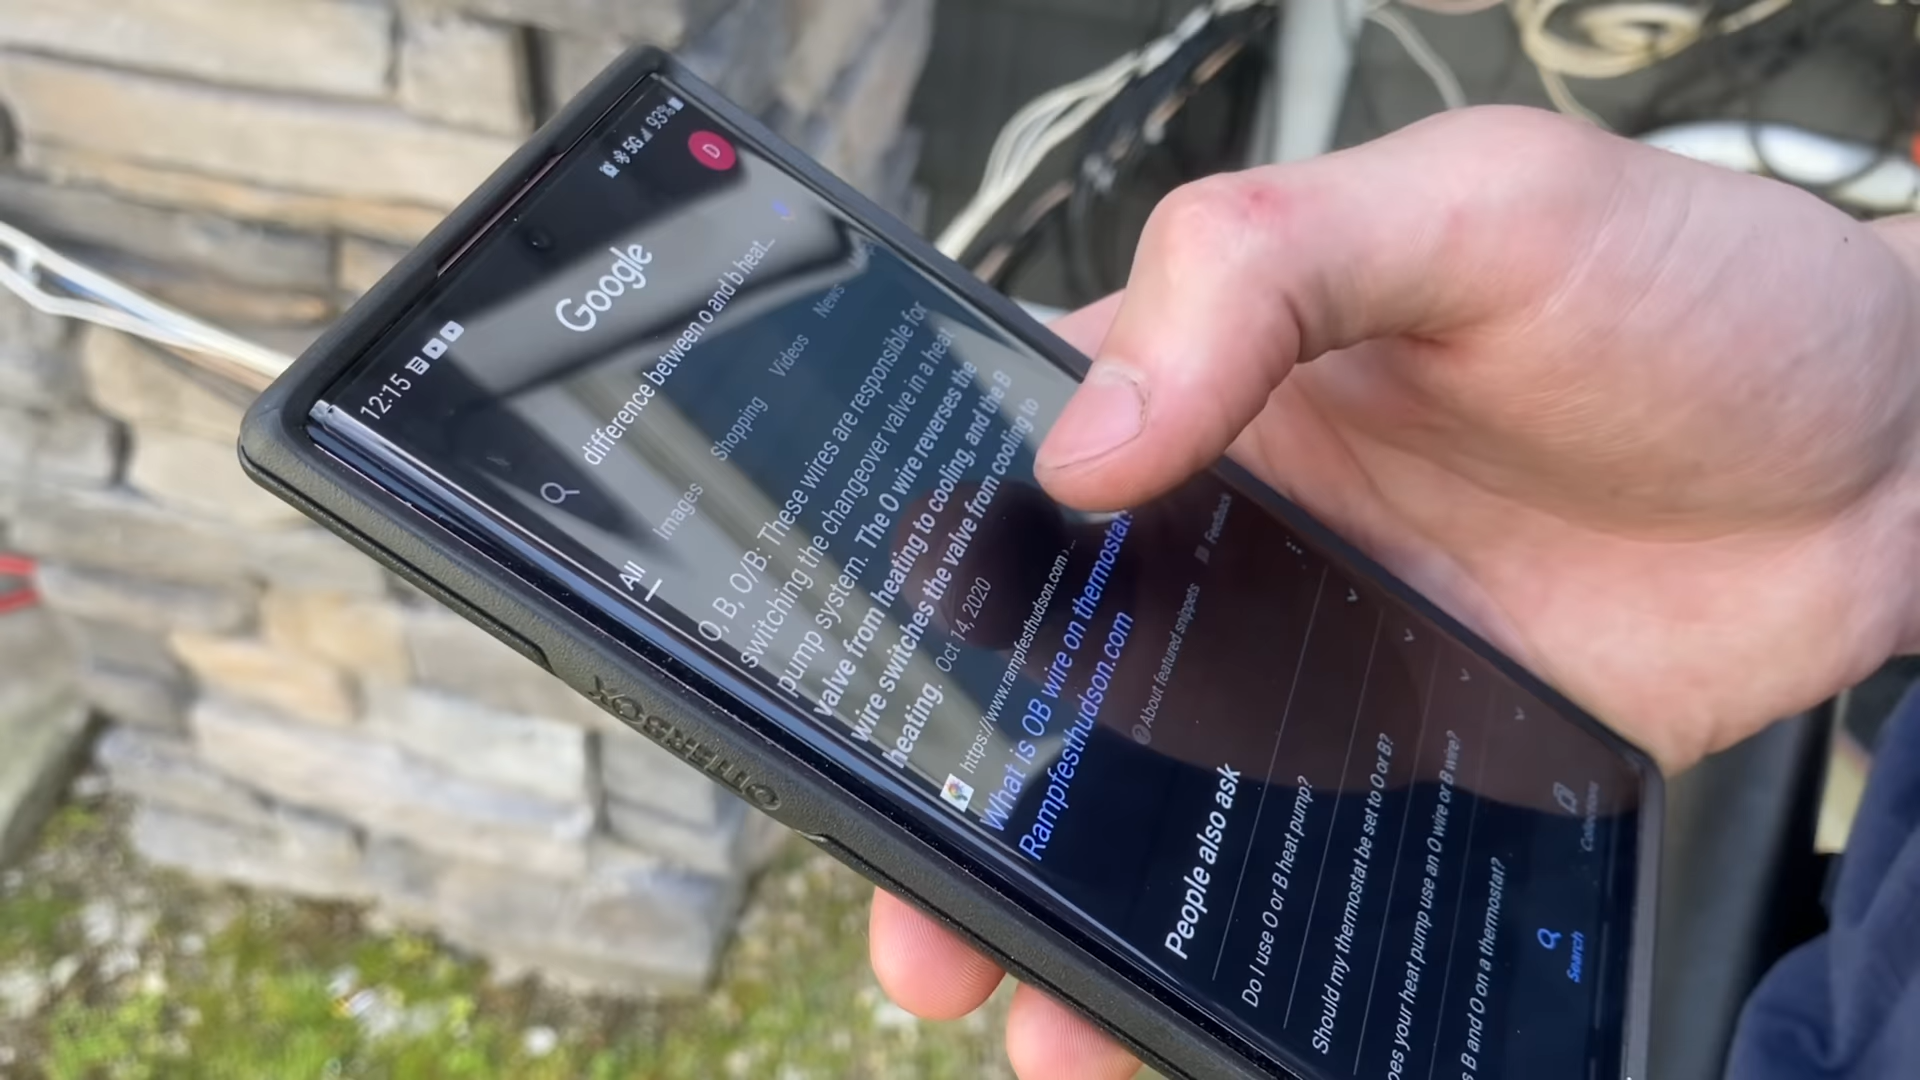 12:15
5G 93%
D
Google
difference between o and b heat...
All Images Shopping Videos News
O, B, O/B: These wires are responsible for
switching the changeover valve in a heat
pump system. The O wire reverses the
valve from heating to cooling, and the B
wire switches the valve from cooling to
heating. Oct 14, 2020
https://www.rampfesthudson.com › ...
What is OB wire on thermostat?
Rampfesthudson.com
About featured snippets
Feedback
People also ask
Do I use O or B heat pump?
Should my thermostat be set to O or B?
oes your heat pump use an O wire or B wire?
s B and O on a thermostat?
Search
Collections
OTTERBOX